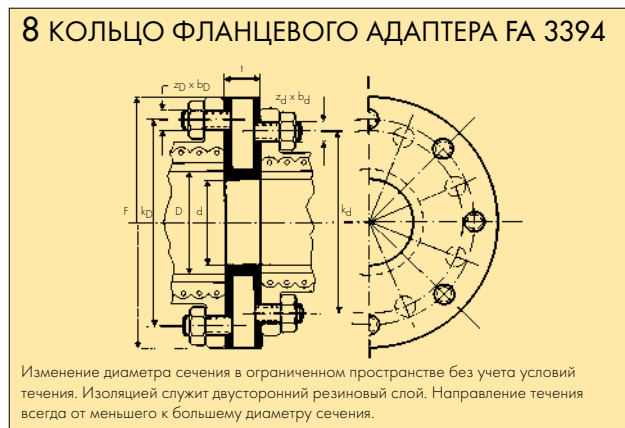 8 КОЛЬЦО ФЛАНЦЕВОГО АДАПТЕРА FA 3394
t
zD x bD
zd x bd
F
kD
D
d
kd
Изменение диаметра сечения в ограниченном пространстве без учета условий
течения. Изоляцией служит двусторонний резиновый слой. Направление течения
всегда от меньшего к большему диаметру сечения.